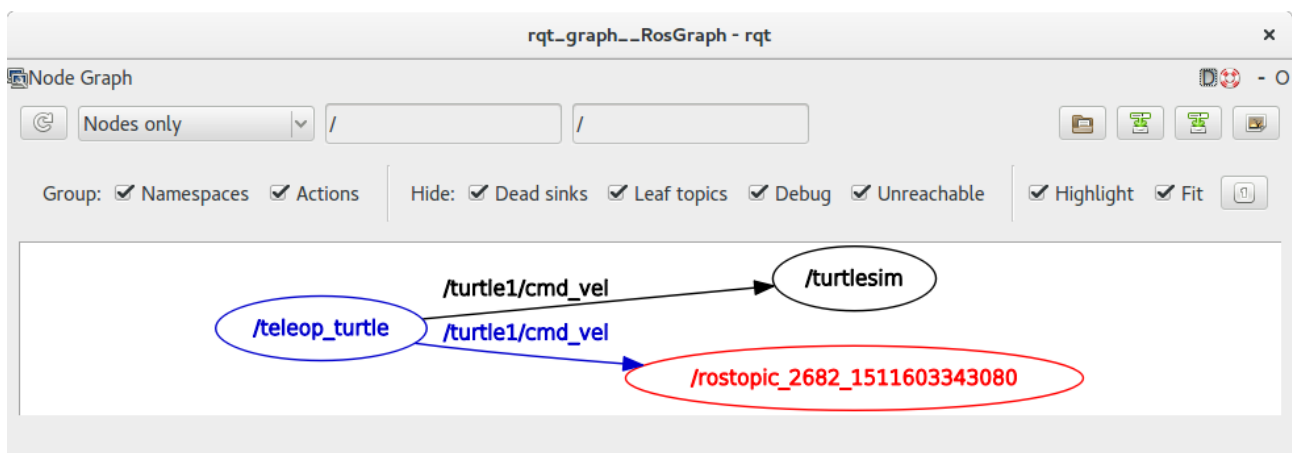 rqt_graph__RosGraph - rqt
Node Graph
D - O
Nodes only / /
Group: Namespaces Actions Hide: Dead sinks Leaf topics Debug Unreachable Highlight Fit
/turtlesim
/turtle1/cmd_vel
/teleop_turtle
/turtle1/cmd_vel
/rostopic_2682_1511603343080